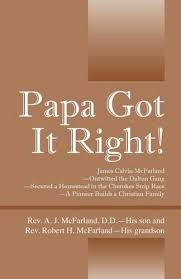 Papa Got
It Right!
James Calvin McFarland
—Outwitted the Dalton Gang
—Secured a Homestead in the Cherokee Strip Race
—A Pioneer Builds a Christian Family
Rev. A. J. McFarland, D.D.—His son and
Rev. Robert H. McFarland—His grandson